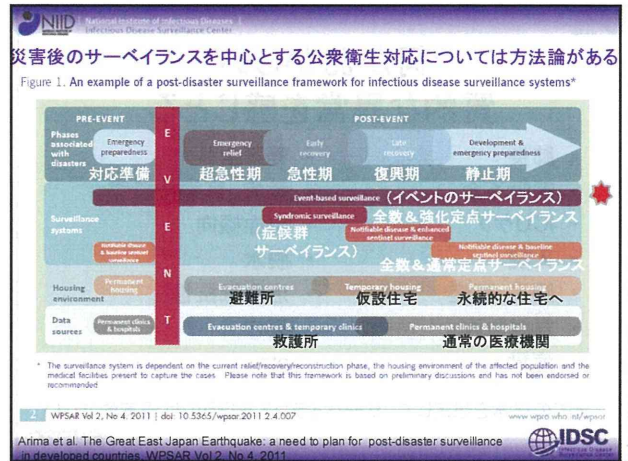 NIID National Institute of Infectious Diseases
Infectious Disease Surveillance Center
災害後のサーベイランスを中心とする公衆衛生対応については方法論がある
Figure 1. An example of a post-disaster surveillance framework for infectious disease surveillance systems*
PRE-EVENT
POST-EVENT
EVENT
Phases associated with disasters
Emergency preparedness
Emergency relief
Early recovery
Late recovery
Development & emergency preparedness
対応準備
超急性期
急性期
復興期
静止期
Surveillance systems
Event-based surveillance (イベントのサーベイランス)
Syndromic surveillance
全数&強化定点サーベイランス
(症候群
サーベイランス)
Notifiable disease & enhanced sentinel surveillance
Notifiable disease & baseline sentinel surveillance
Notifiable disease & baseline sentinel surveillance
全数&通常定点サーベイランス
Housing environment
Permanent housing
Evacuation centres
Temporary housing
Permanent housing
避難所
仮設住宅
永続的な住宅へ
Data sources
Permanent clinics & hospitals
Evacuation centres & temporary clinics
Permanent clinics & hospitals
救護所
通常の医療機関
* The surveillance system is dependent on the current relief/recovery/reconstruction phase, the housing environment of the affected population and the
medical facilities present to capture the cases. Please note that this framework is based on preliminary discussions and has not been endorsed or
recommended
2 WPSAR Vol 2, No 4, 2011 | doi: 10.5365/wpsar.2011.2.4.007
www.wpro.who.int/wpsar
Arima et al. The Great East Japan Earthquake: a need to plan for post-disaster surveillance
in developed countries. WPSAR Vol 2, No 4, 2011
IDSC
Infectious Disease
Surveillance Center